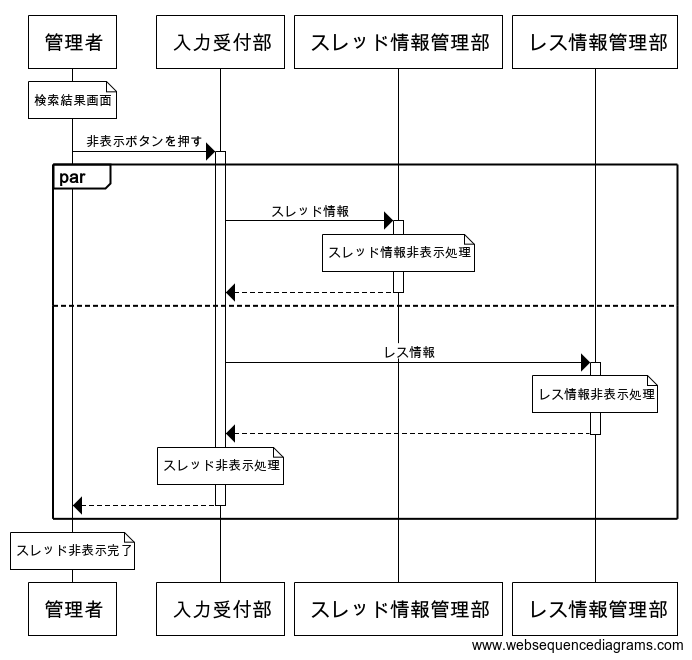 管理者
入力受付部
スレッド情報管理部
レス情報管理部
検索結果画面
非表示ボタンを押す
par
スレッド情報
スレッド情報非表示処理
レス情報
レス情報非表示処理
スレッド非表示処理
スレッド非表示完了
管理者
入力受付部
スレッド情報管理部
レス情報管理部
www.websequencediagrams.com